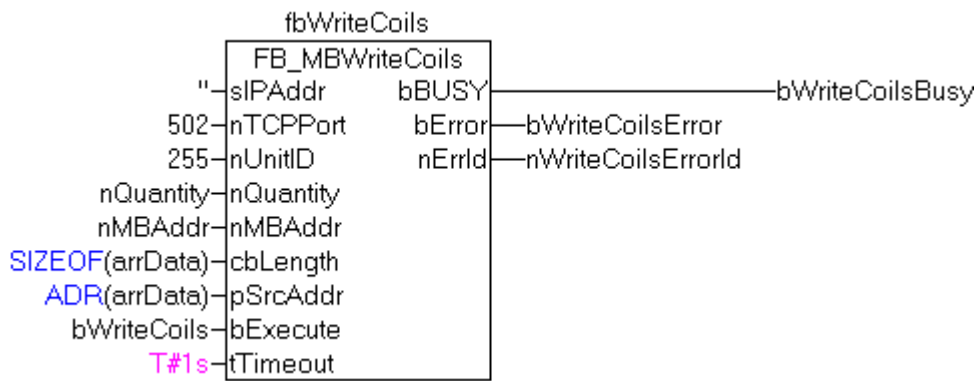 fbWriteCoils
FB_MBWriteCoils
"-sIPAddr bBUSY bWriteCoilsBusy
502-nTCPPort bError bWriteCoilsError
255-nUnitID nErrId nWriteCoilsErrorId
nQuantity-nQuantity
nMBAddr-nMBAddr
SIZEOF(arrData)-cbLength
ADR(arrData)-pSrcAddr
bWriteCoils-bExecute
T#1s-tTimeout